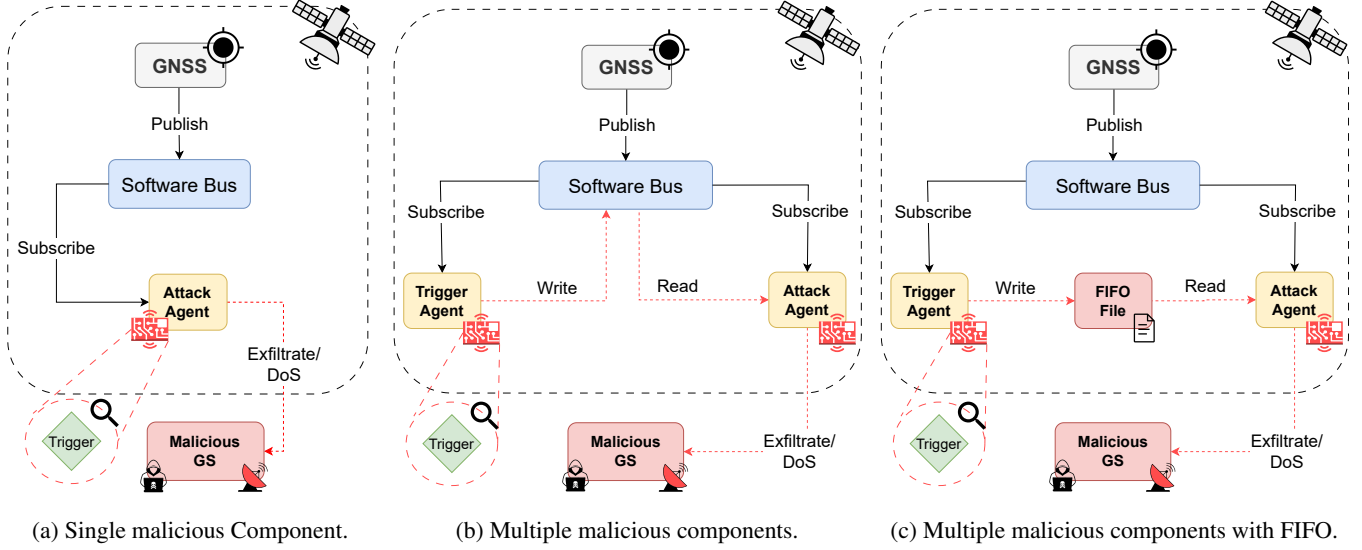 GNSS
Publish
Software Bus
Subscribe
Attack
Agent
Exfiltrate/
DoS
Trigger
Malicious
GS
(a) Single malicious Component.
GNSS
Publish
Software Bus
Subscribe
Subscribe
Trigger
Agent
Write
Read
Attack
Agent
Trigger
Malicious
GS
Exfiltrate/
DoS
(b) Multiple malicious components.
GNSS
Publish
Software Bus
Subscribe
Subscribe
Trigger
Agent
Write
FIFO
File
Read
Attack
Agent
Trigger
Malicious
GS
Exfiltrate/
DoS
(c) Multiple malicious components with FIFO.